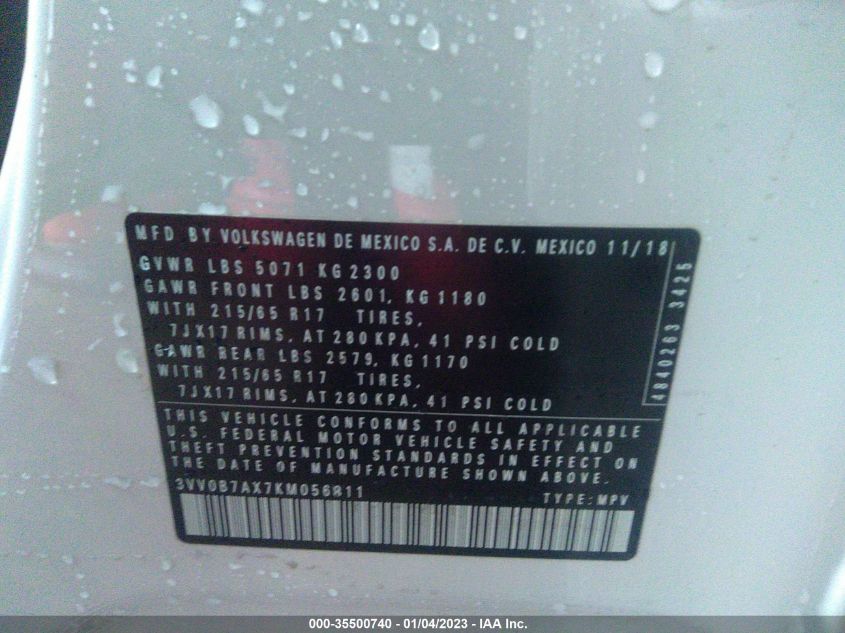 MFD BY VOLKSWAGEN DE MEXICO S.A. DE C.V. MEXICO 11/18
GVWR LBS 5071 KG 2300
GAWR FRONT LBS 2601, KG 1180
WITH 215/65 R17 TIRES,
7JX17 RIMS, AT 280 KPA, 41 PSI COLD
GAWR REAR LBS 2579, KG 1170
WITH 215/65 R17 TIRES,
7JX17 RIMS, AT 280 KPA, 41 PSI COLD
4840263 3425
THIS VEHICLE CONFORMS TO ALL APPLICABLE
U.S. FEDERAL MOTOR VEHICLE SAFETY AND
THEFT PREVENTION STANDARDS IN EFFECT ON
THE DATE OF MANUFACTURE SHOWN ABOVE.
3VV0B7AX7KM056811
TYPE: MPV
000-35500740 - 01/04/2023 - IAA Inc.